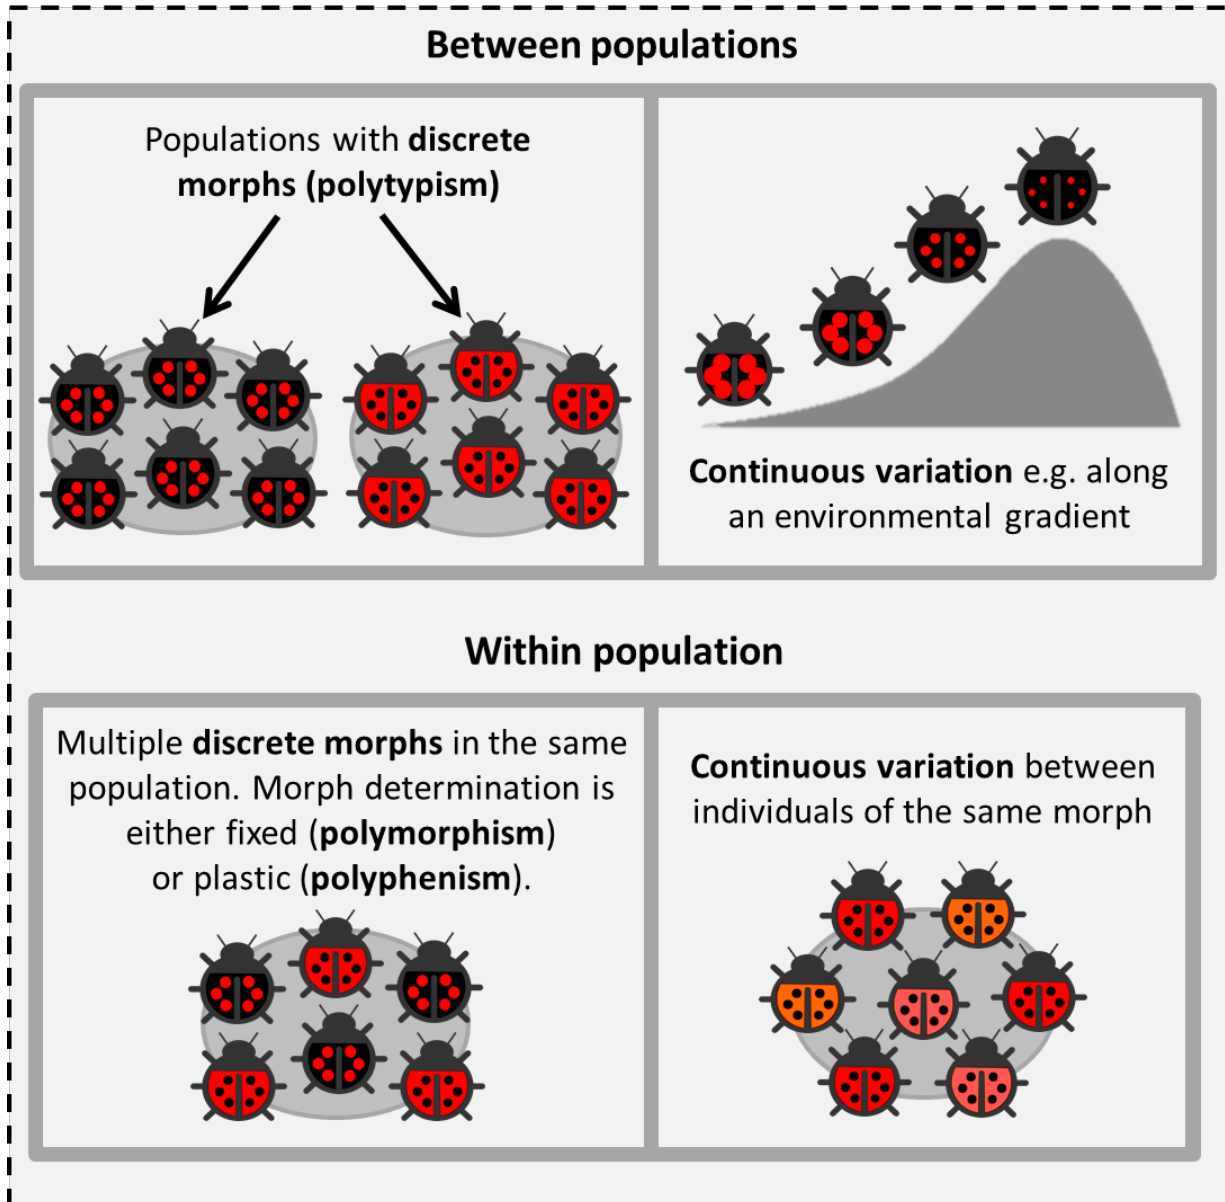 Between populations
Populations with discrete
morphs (polytypism)
Continuous variation e.g. along
an environmental gradient
Within population
Multiple discrete morphs in the same
population. Morph determination is
either fixed (polymorphism)
or plastic (polyphenism).
Continuous variation between
individuals of the same morph